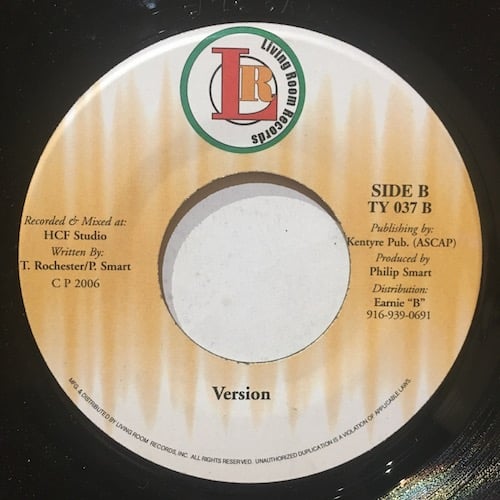 LR
Living Room Records
Recorded & Mixed at:
HCF Studio
Written By:
T. Rochester/P. Smart
C P 2006
SIDE B
TY 037 B
Publishing by:
Kentyre Pub. (ASCAP)
Produced by
Philip Smart
Distribution:
Earnie "B"
916-939-0691
Version
MFG. & DISTRIBUTED BY LIVING ROOM RECORDS, INC. ALL RIGHTS RESERVED. UNAUTHORIZED DUPLICATION IS A VIOLATION OF APPLICABLE LAWS